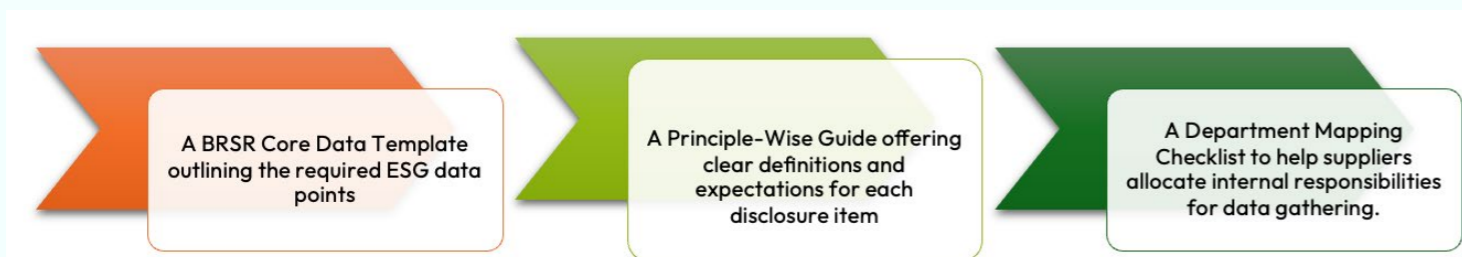 A BRSR Core Data Template
outlining the required ESG data
points
A Principle-Wise Guide offering
clear definitions and
expectations for each
disclosure item
A Department Mapping
Checklist to help suppliers
allocate internal responsibilities
for data gathering.